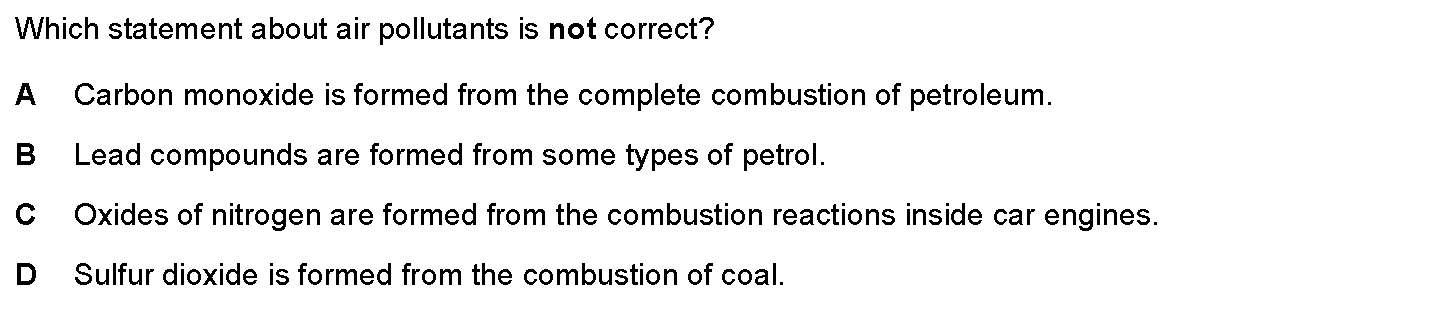 Which statement about air pollutants is not correct?
A Carbon monoxide is formed from the complete combustion of petroleum.
B Lead compounds are formed from some types of petrol.
C Oxides of nitrogen are formed from the combustion reactions inside car engines.
D Sulfur dioxide is formed from the combustion of coal.